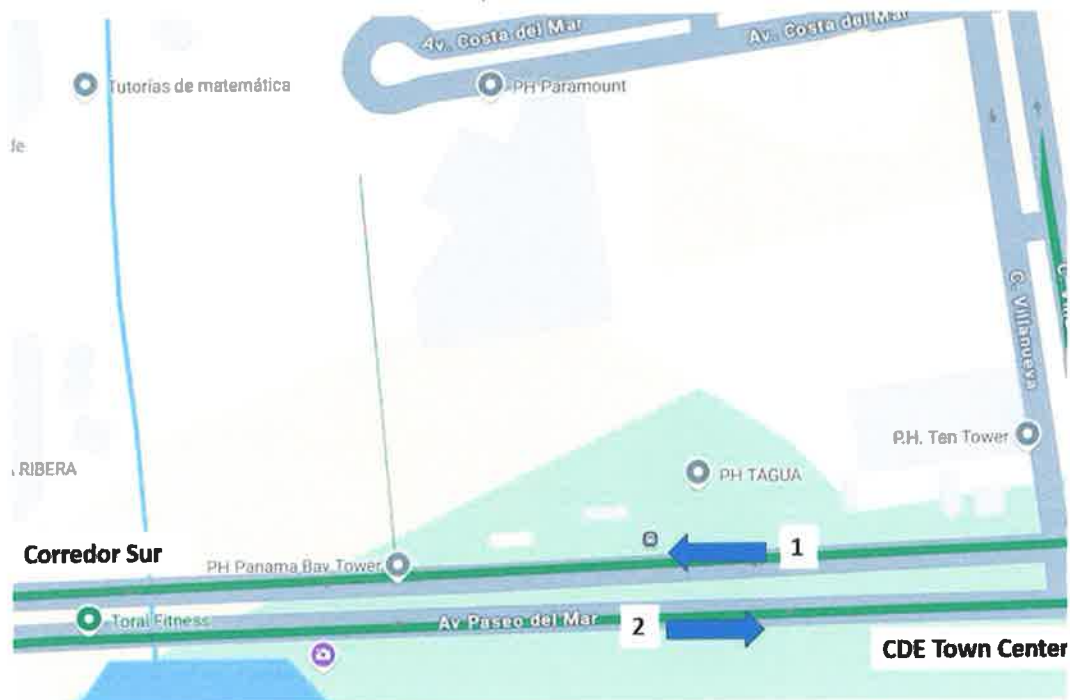 Av. Costa del Mar
Av. Costa del Mar
Tutorías de matemática
PH Paramount
de
C. Villanueva
P.H. Ten Tower
RIBERA
PH TAGUA
Corredor Sur
1
PH Panama Bay Tower
Toral Fitness
Av Paseo del Mar
2
CDE Town Center